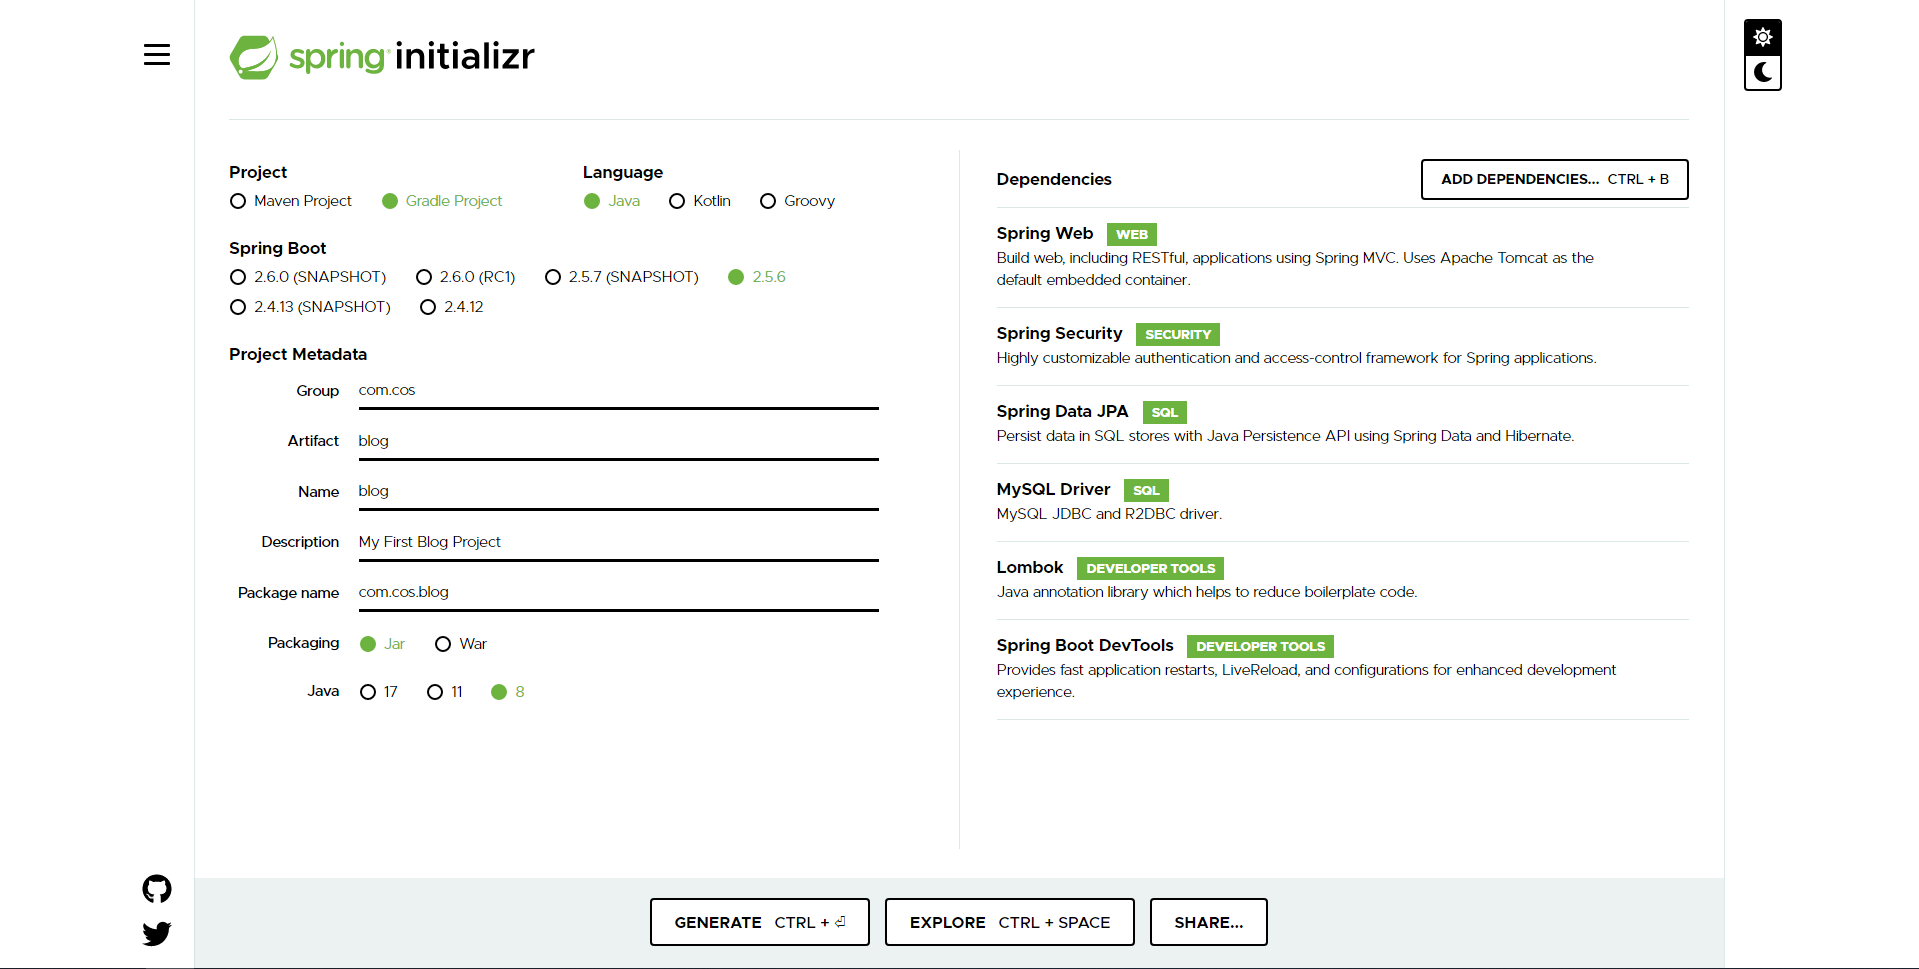 spring initializr
Project
Maven Project Gradle Project
Language
Java Kotlin Groovy
Spring Boot
2.6.0 (SNAPSHOT) 2.6.0 (RC1) 2.5.7 (SNAPSHOT) 2.5.6
2.4.13 (SNAPSHOT) 2.4.12
Project Metadata
Group com.cos
Artifact blog
Name blog
Description My First Blog Project
Package name com.cos.blog
Packaging Jar War
Java 17 11 8
Dependencies
ADD DEPENDENCIES... CTRL + B
Spring Web WEB
Build web, including RESTful, applications using Spring MVC. Uses Apache Tomcat as the
default embedded container.
Spring Security SECURITY
Highly customizable authentication and access-control framework for Spring applications.
Spring Data JPA SQL
Persist data in SQL stores with Java Persistence API using Spring Data and Hibernate.
MySQL Driver SQL
MySQL JDBC and R2DBC driver.
Lombok DEVELOPER TOOLS
Java annotation library which helps to reduce boilerplate code.
Spring Boot DevTools DEVELOPER TOOLS
Provides fast application restarts, LiveReload, and configurations for enhanced development
experience.
GENERATE CTRL + ⏎
EXPLORE CTRL + SPACE
SHARE...